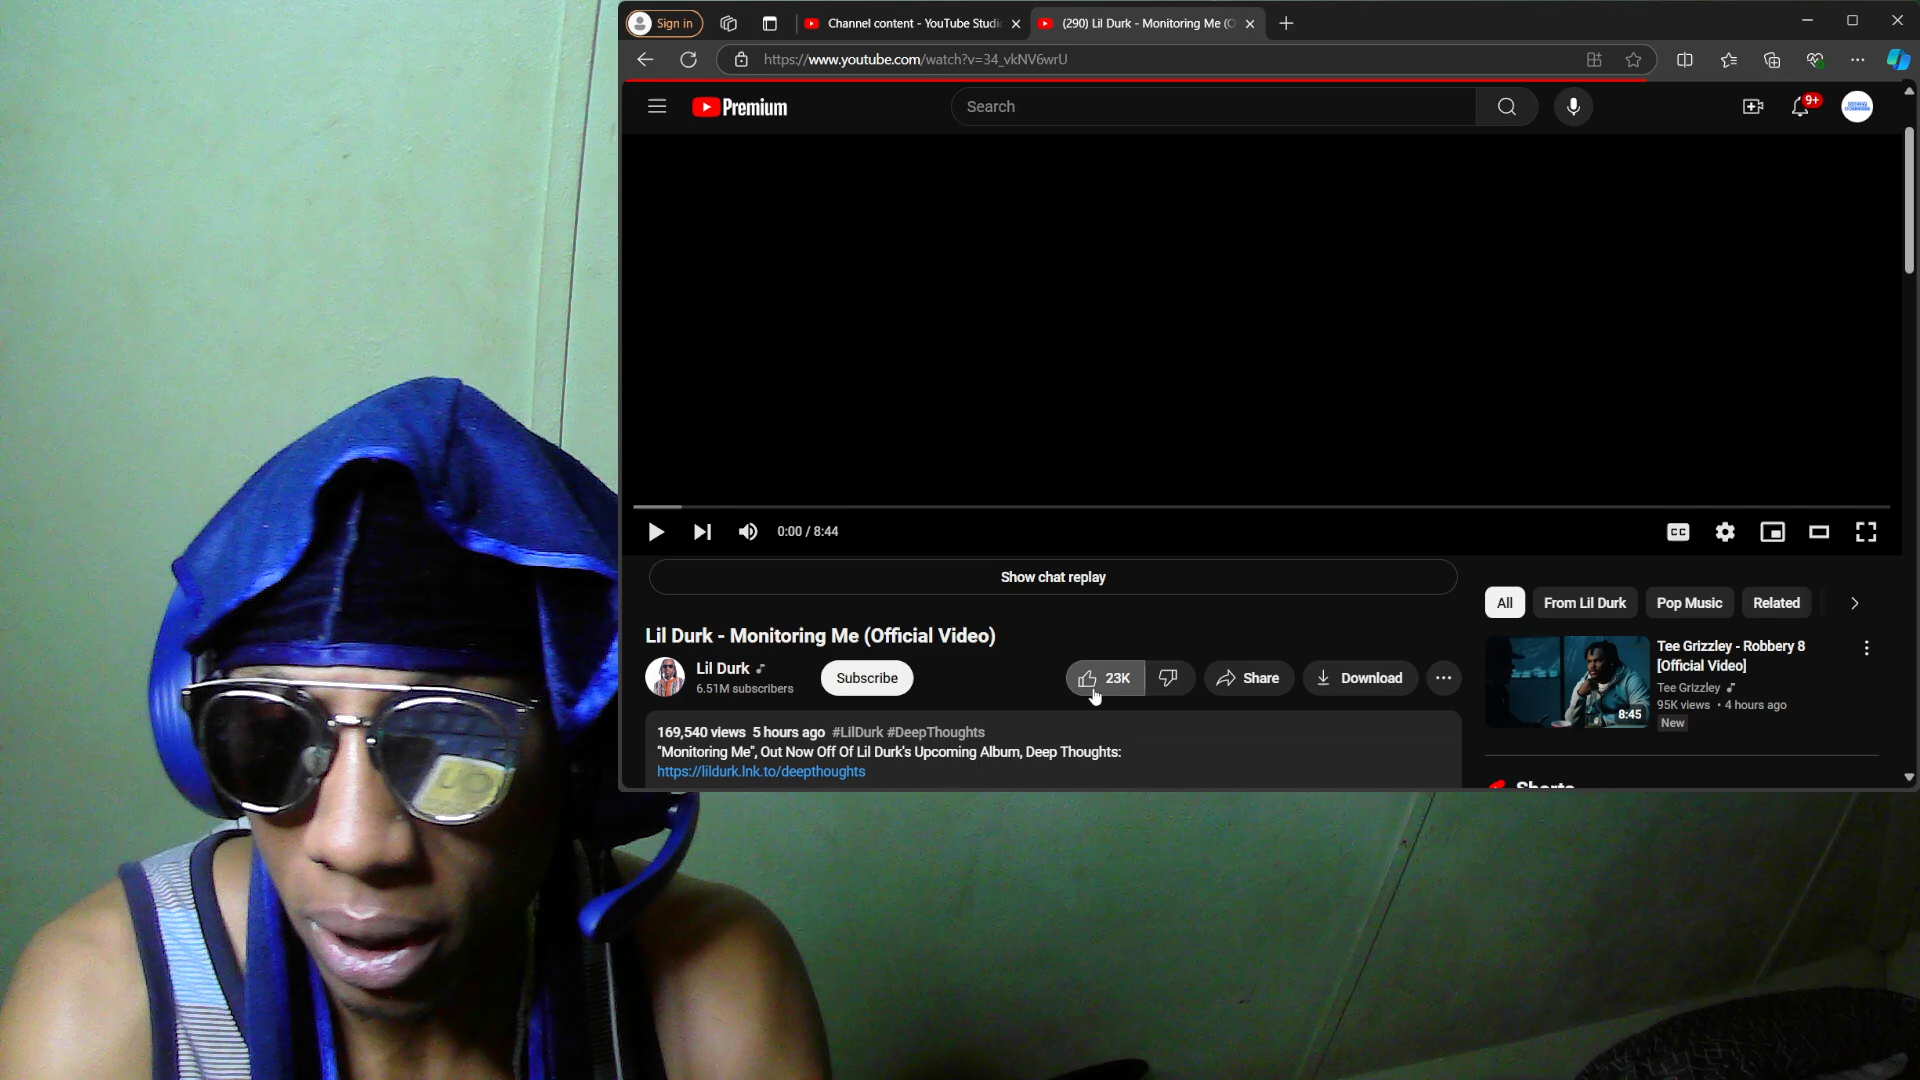 Sign in
Channel content - YouTube Studi
(290) Lil Durk - Monitoring Me (O
https://www.youtube.com/watch?v=34_vkNV6wrU
Premium
Search
9+
0:00 / 8:44
CC
Show chat replay
All
From Lil Durk
Pop Music
Related
Lil Durk - Monitoring Me (Official Video)
Lil Durk
6.51M subscribers
Subscribe
23K
Share
Download
169,540 views 5 hours ago #LilDurk #DeepThoughts
"Monitoring Me", Out Now Off Of Lil Durk's Upcoming Album, Deep Thoughts:
https://lildurk.lnk.to/deepthoughts
8:45
Tee Grizzley - Robbery 8
[Official Video]
Tee Grizzley
95K views • 4 hours ago
New
Shorts